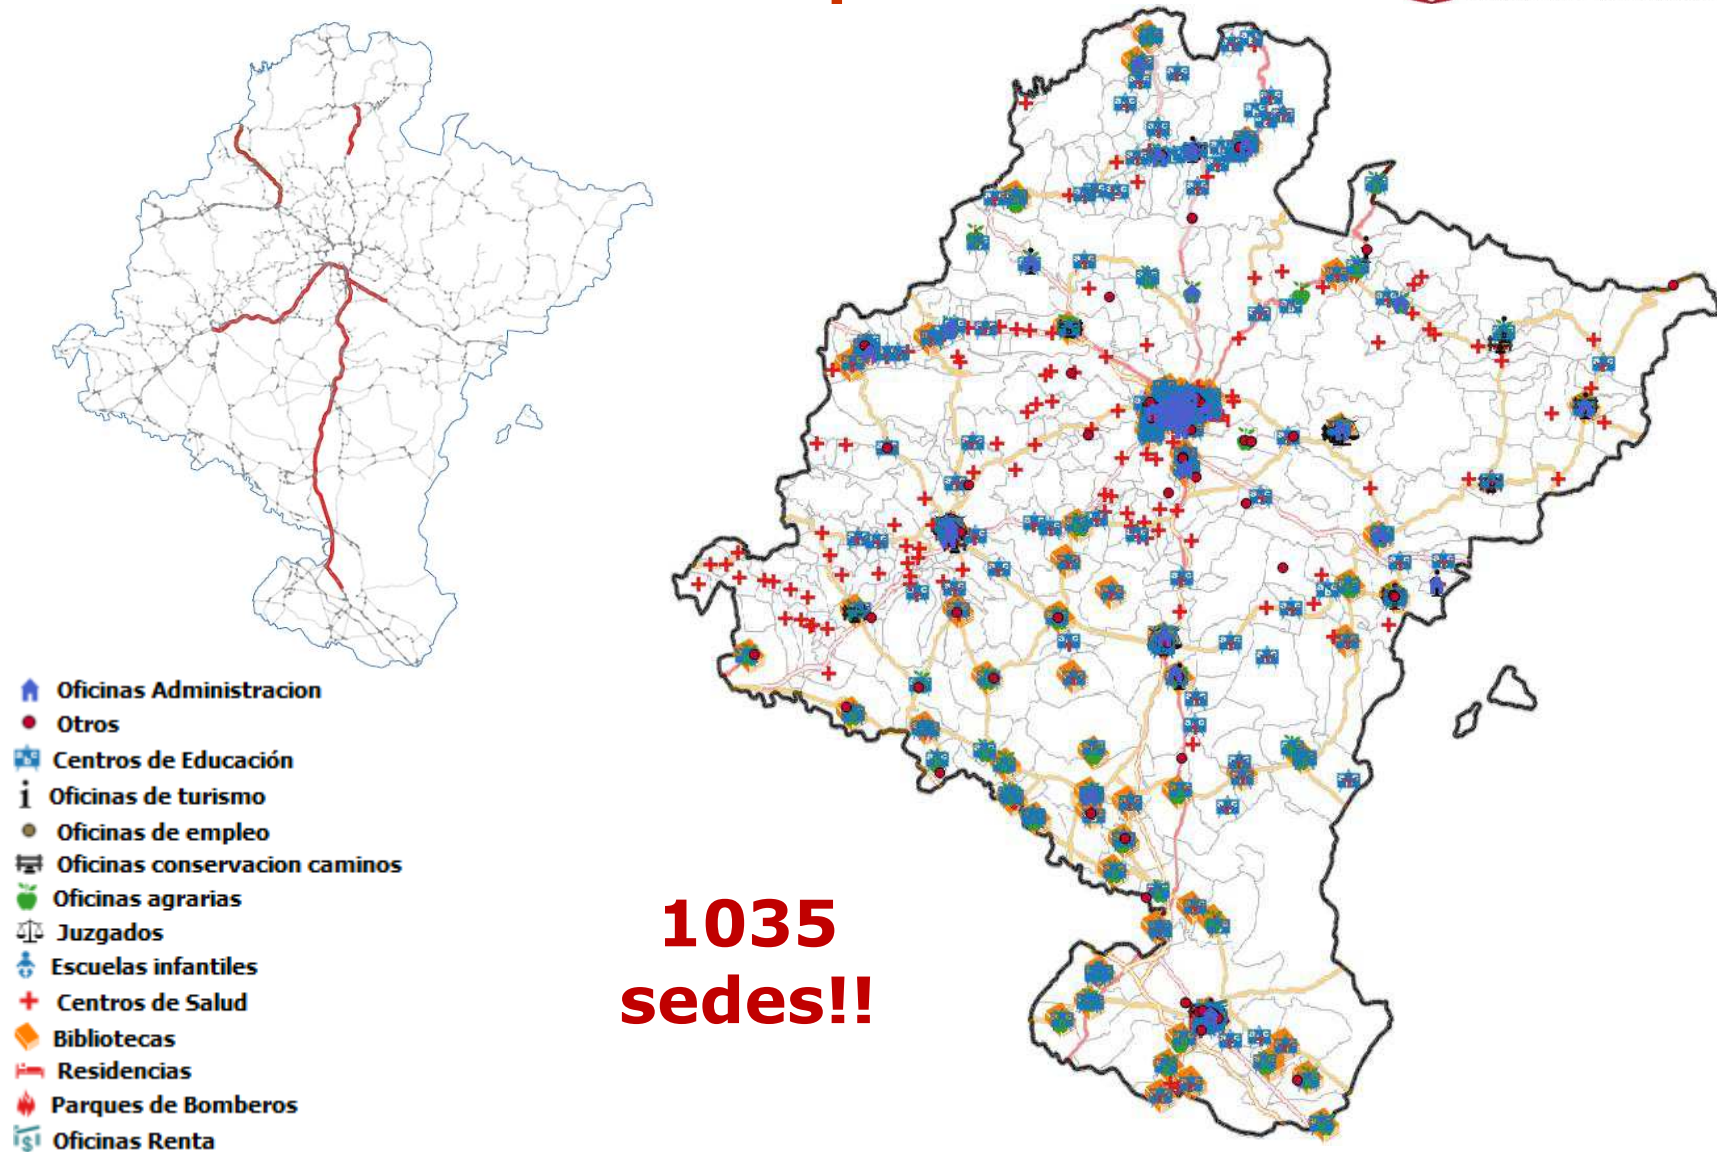 Oficinas Administracion
Otros
Centros de Educación
Oficinas de turismo
Oficinas de empleo
Oficinas conservacion caminos
Oficinas agrarias
Juzgados
Escuelas infantiles
Centros de Salud
Bibliotecas
Residencias
Parques de Bomberos
Oficinas Renta
1035
sedes!!